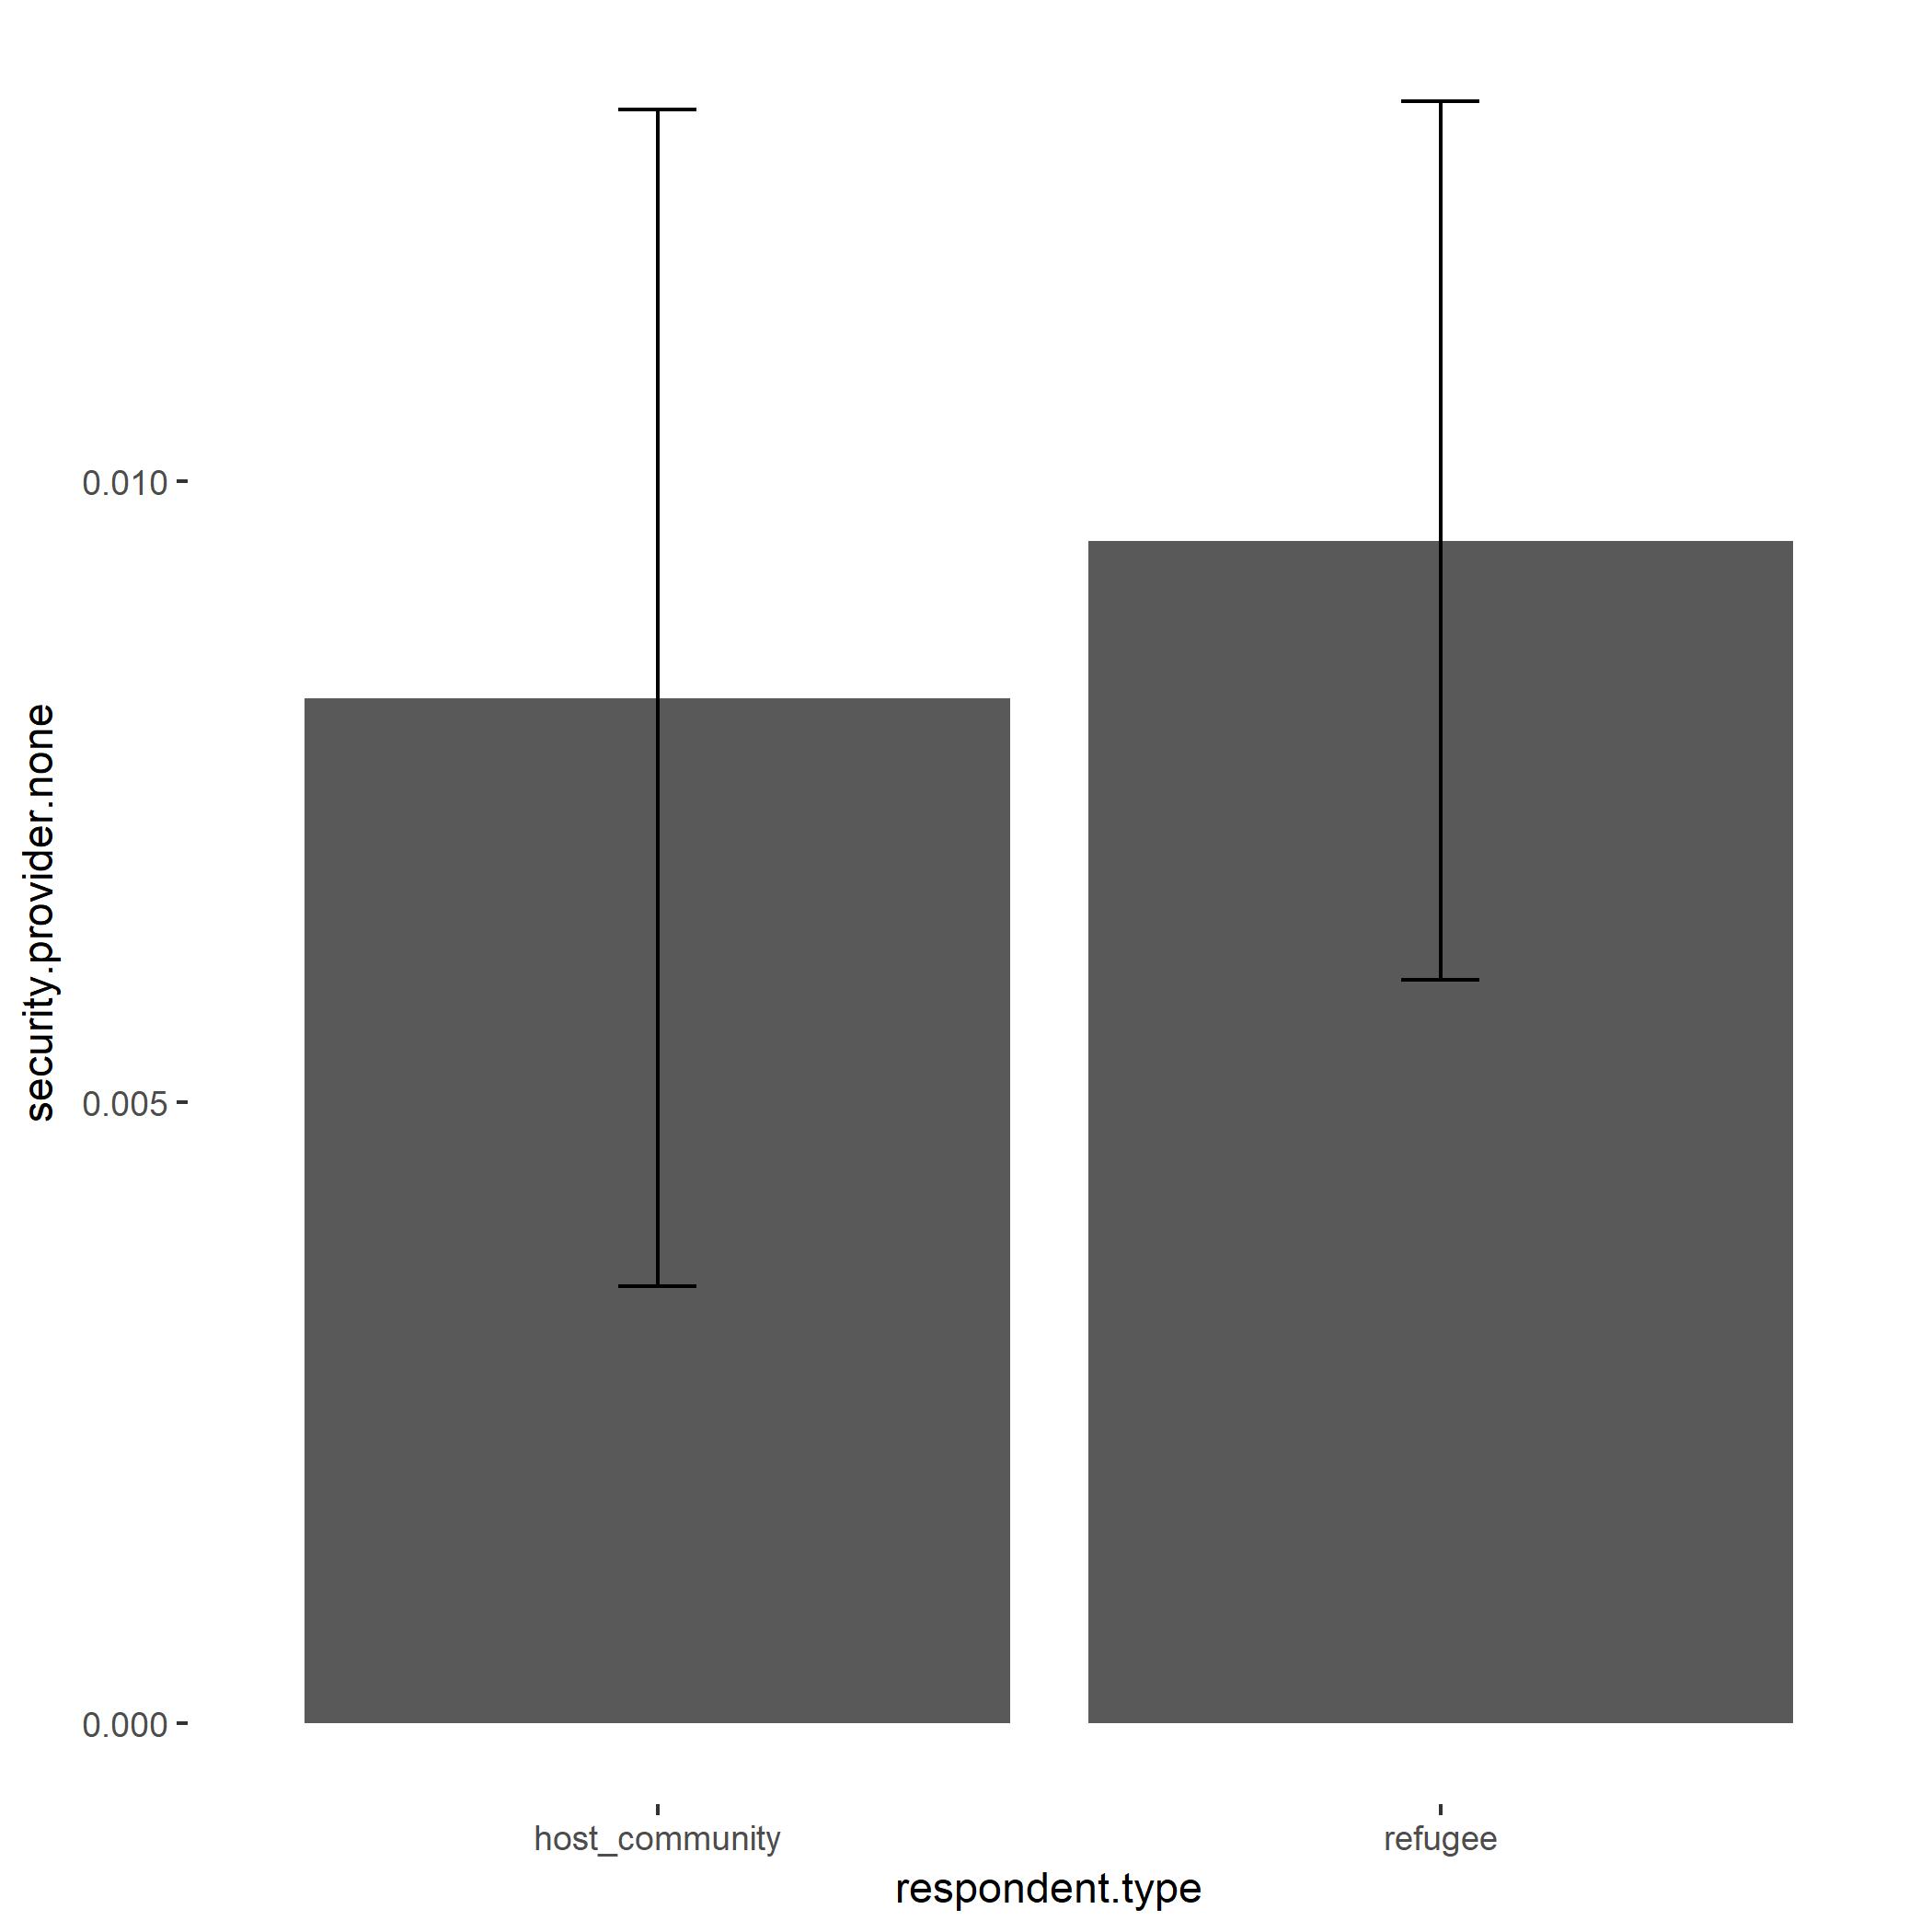 security.provider.none
0.010
0.005
0.000
host_community
refugee
respondent.type